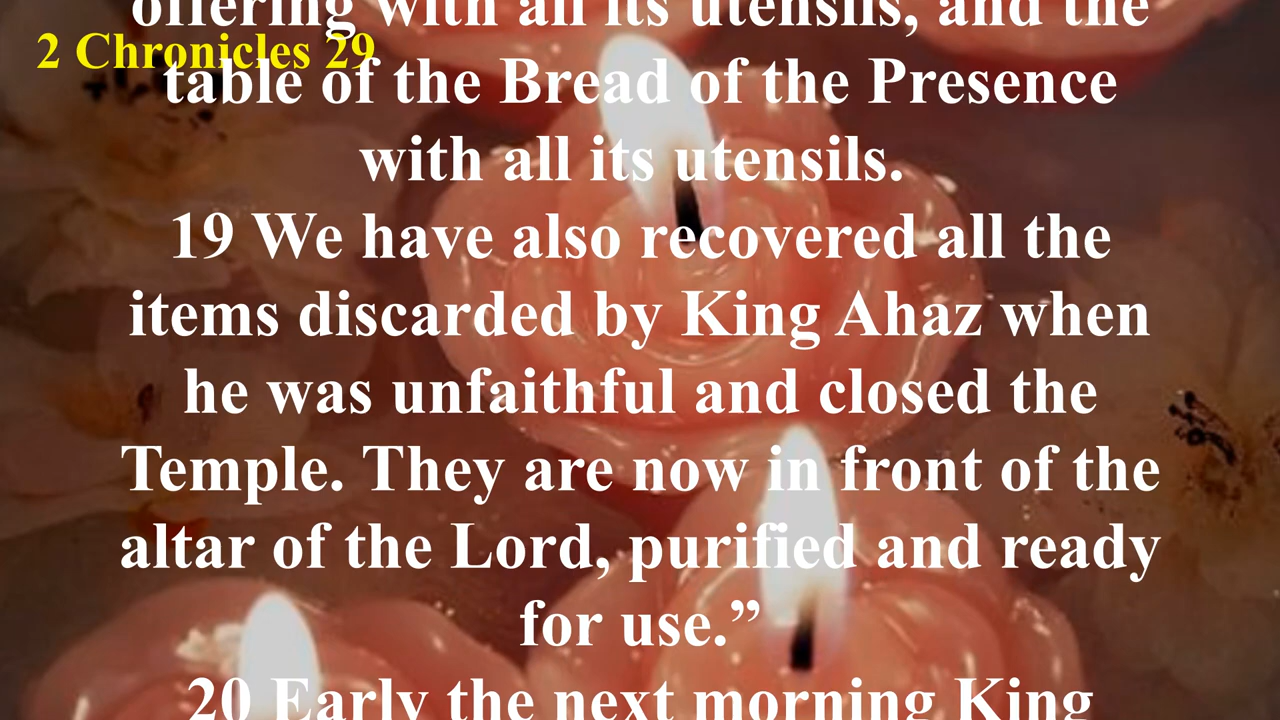 offering with all its utensils, and the
2 Chronicles 29
table of the Bread of the Presence
with all its utensils.
19 We have also recovered all the
items discarded by King Ahaz when
he was unfaithful and closed the
Temple. They are now in front of the
altar of the Lord, purified and ready
for use.”
20 Early the next morning King